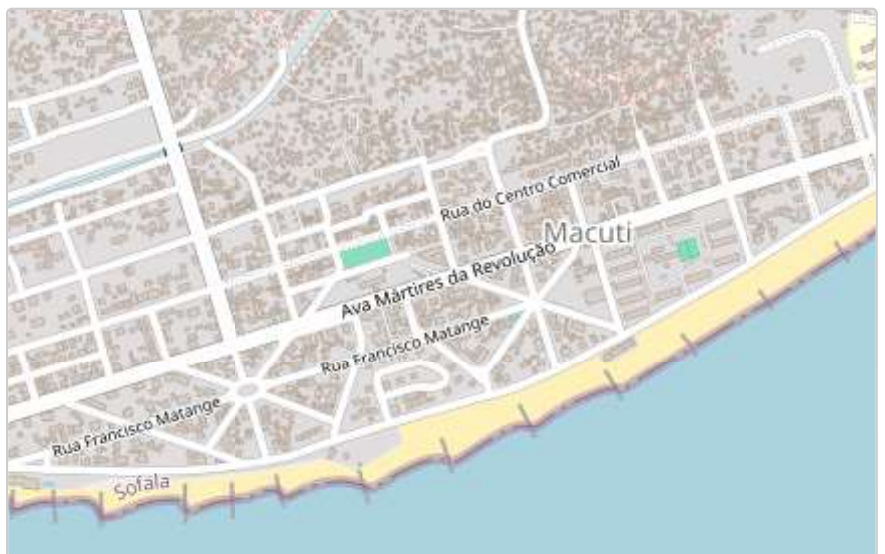 Rua do Centro Comercial
Macuti
Ava Mártires da Revolução
Rua Francisco Matange
Rua Francisco Matange
Sofala